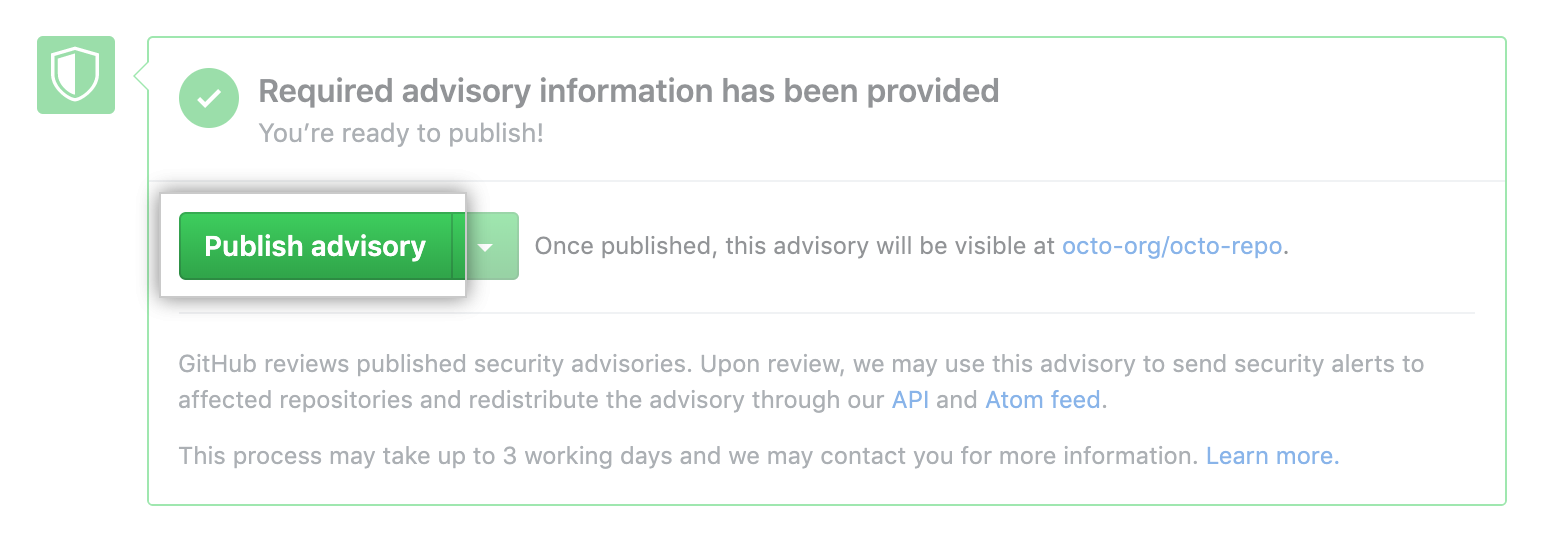 Required advisory information has been provided
You’re ready to publish!
Publish advisory
Once published, this advisory will be visible at octo-org/octo-repo.
GitHub reviews published security advisories. Upon review, we may use this advisory to send security alerts to
affected repositories and redistribute the advisory through our API and Atom feed.
This process may take up to 3 working days and we may contact you for more information. Learn more.